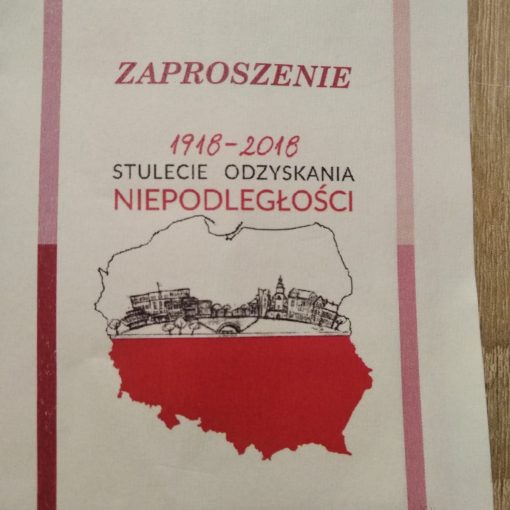 ZAPROSZENIE
1918-2018
STULECIE ODZYSKANIA
NIEPODLEGŁOŚCI